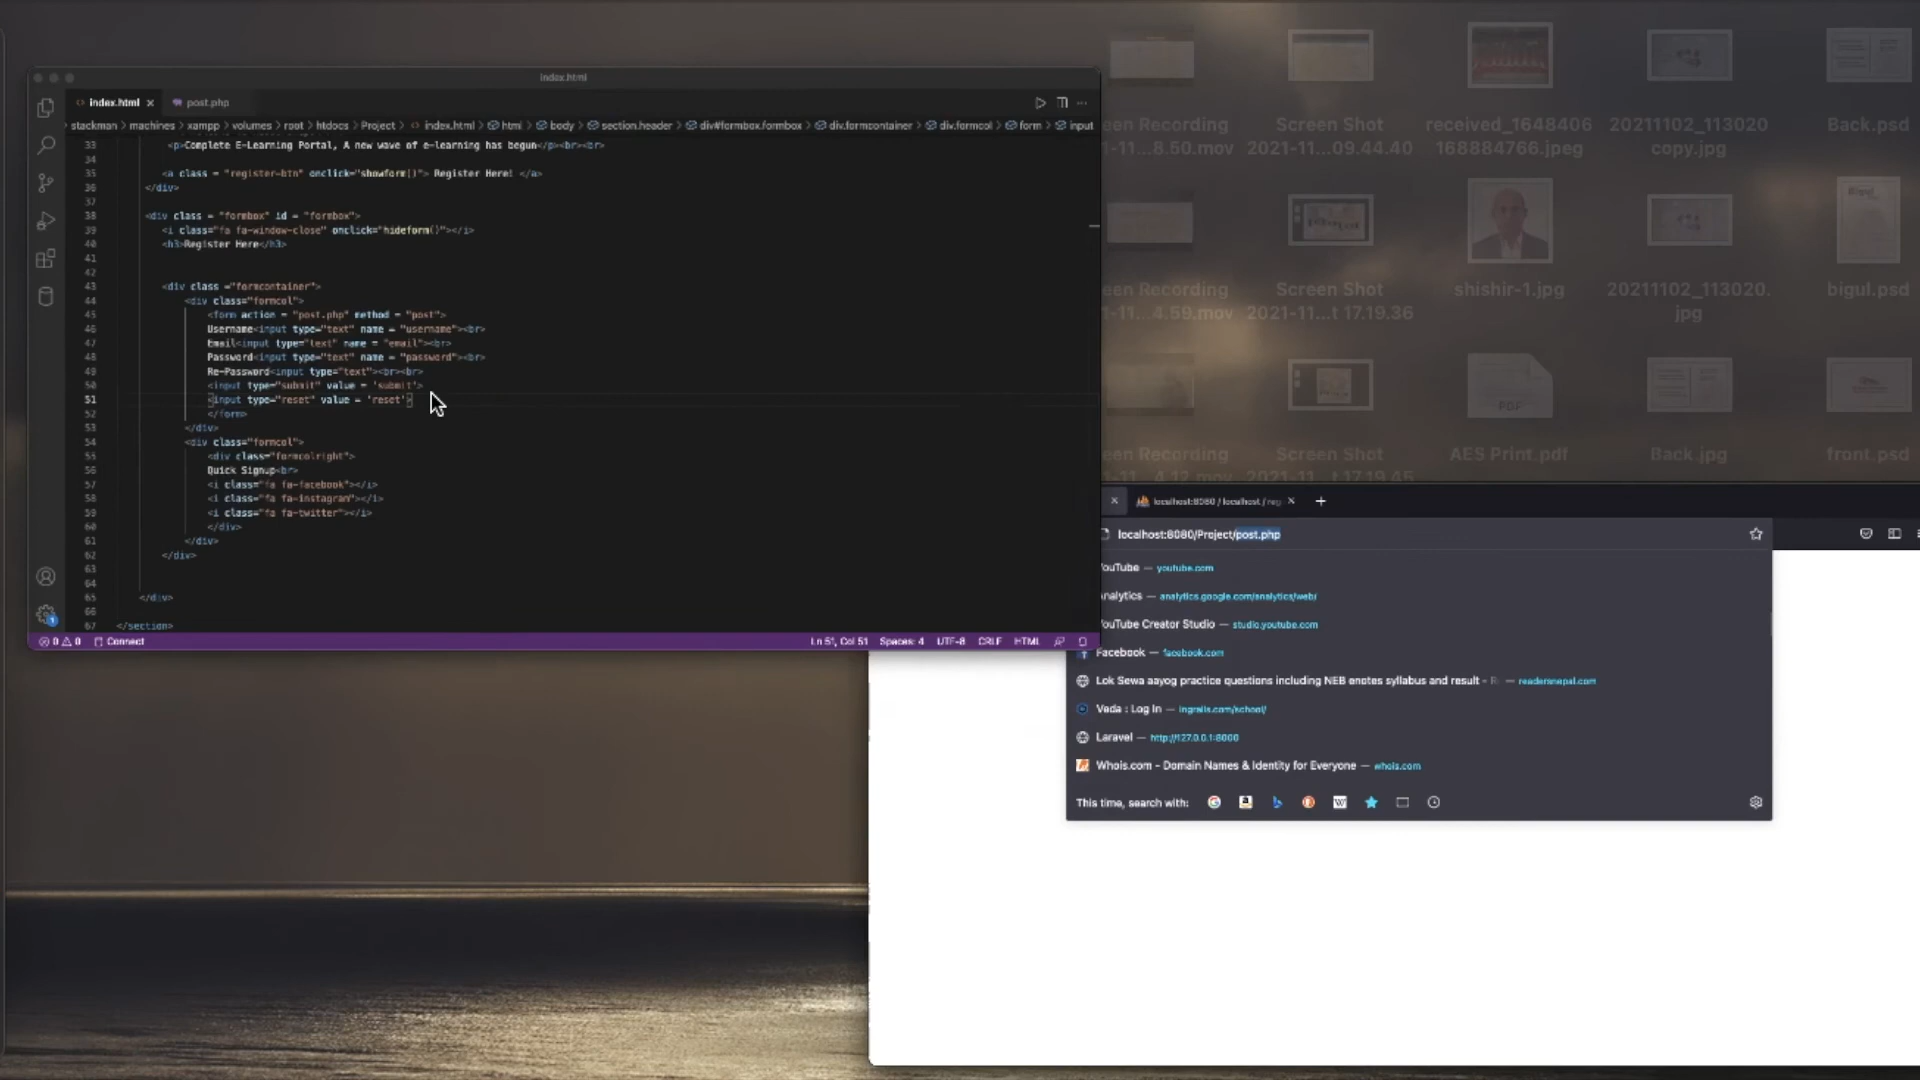 index.html
index.html
post.php
stackman > machines > xampp > volumes > root > htdocs > Project > index.html > html > body > section.header > div#formbox.formbox > div.formcontainer > div.formcol > form > input
33 <p>Complete E-Learning Portal, A new wave of e-learning has begun</p><br><br>
34
35 <a class = "register-btn" onclick="showform()"> Register Here! </a>
36 </div>
37
38 <div class = "formbox" id = "formbox">
39 <i class="fa fa-window-close" onclick="hideform()"></i>
40 <h3>Register Here</h3>
41
42
43 <div class ="formcontainer">
44 <div class="formcol">
45 <form action = "post.php" method = "post">
46 Username<input type="text" name = "username"><br>
47 Email<input type="text" name = "email"><br>
48 Password<input type="text" name = "password"><br>
49 Re-Password<input type="text"><br><br>
50 <input type="submit" value = 'submit'>
51 <input type="reset" value = 'reset'>
52 </form>
53 </div>
54 <div class="formcol">
55 <div class="formcolright">
56 Quick Signup<br>
57 <i class="fa fa-facebook"></i>
58 <i class="fa fa-instagram"></i>
59 <i class="fa fa-twitter"></i>
60 </div>
61 </div>
62 </div>
63
64
65 </div>
66
67 </section>
0 0 Connect
Ln 51, Col 51 Spaces: 4 UTF-8 CRLF HTML
een Recording
2021-11...8.50.mov
Screen Shot
2021-11...09.44.40
received_1648406
168884766.jpeg
20211102_113020
copy.jpg
Back.psd
een Recording
2021-11...4.59.mov
Screen Shot
2021-11...t 17.19.36
shishir-1.jpg
20211102_113020.
jpg
Bigul
bigul.psd
een Recording
Screen Shot
2021-11...t 17.19.45
PDF
AES Print.pdf
Back.jpg
front.psd
localhost:8080 / localhost / reg
localhost:8080/Project/post.php
YouTube — youtube.com
Analytics — analytics.google.com/analytics/web/
YouTube Creator Studio — studio.youtube.com
Facebook — facebook.com
Lok Sewa aayog practice questions including NEB enotes syllabus and result - R — readersnepal.com
Veda : Log In — ingrails.com/school/
Laravel — http://127.0.0.1:8000
Whois.com - Domain Names & Identity for Everyone — whois.com
This time, search with: